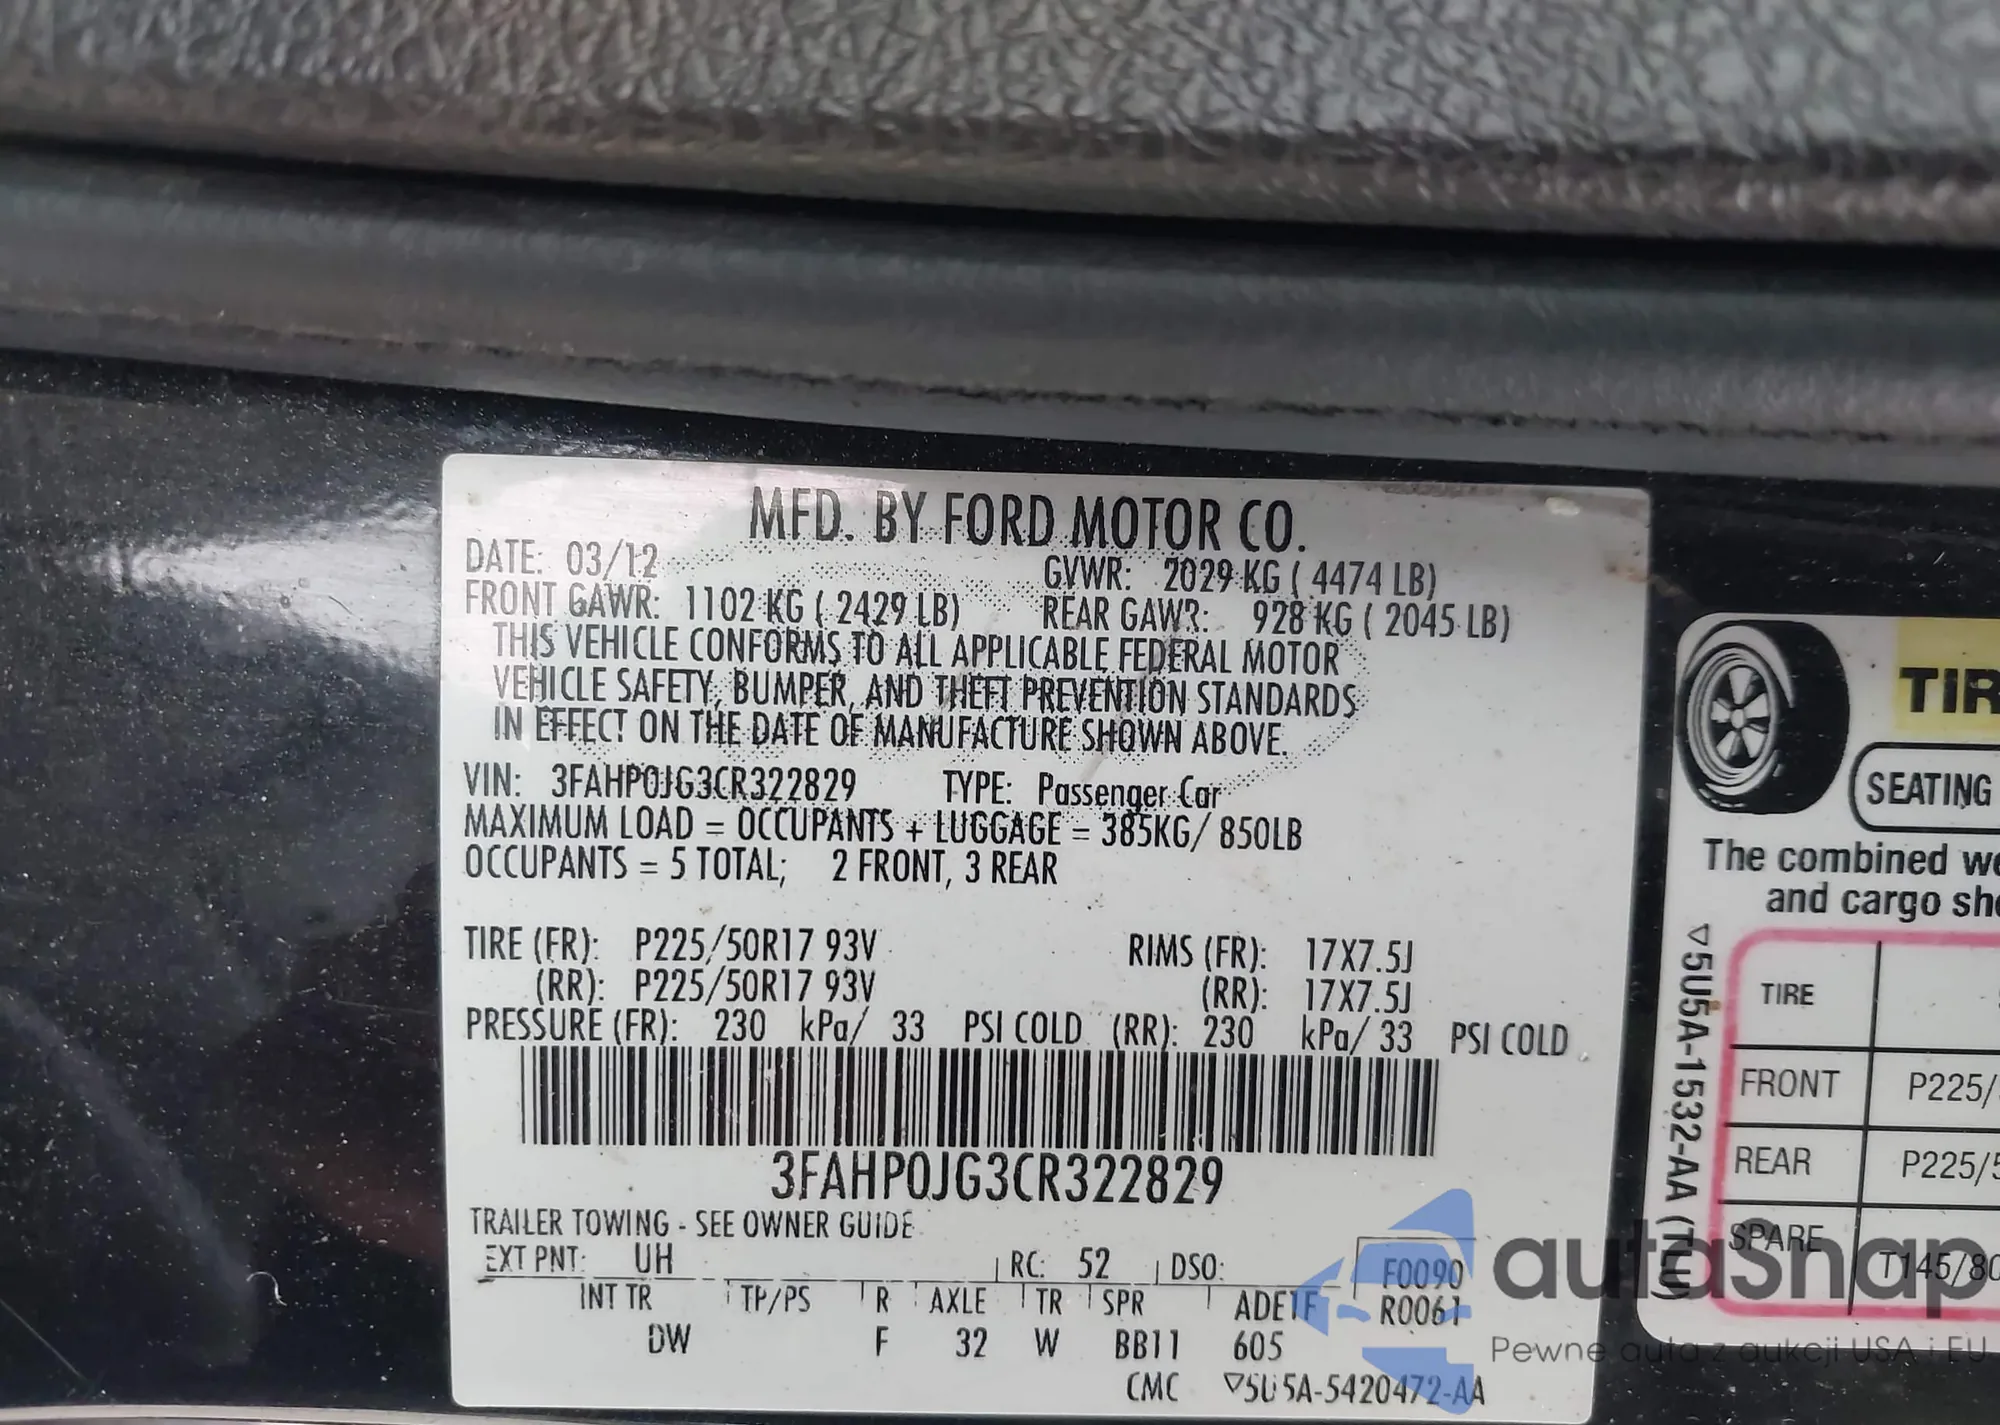 MFD. BY FORD MOTOR CO.
DATE: 03/12
GVWR: 2029 KG ( 4474 LB)
FRONT GAWR: 1102 KG ( 2429 LB) REAR GAWR: 928 KG ( 2045 LB)
THIS VEHICLE CONFORMS TO ALL APPLICABLE FEDERAL MOTOR
VEHICLE SAFETY, BUMPER, AND THEFT PREVENTION STANDARDS
IN EFFECT ON THE DATE OF MANUFACTURE SHOWN ABOVE.
VIN: 3FAHP0JG3CR322829 TYPE: Passenger Car
MAXIMUM LOAD = OCCUPANTS + LUGGAGE = 385KG/ 850LB
OCCUPANTS = 5 TOTAL; 2 FRONT, 3 REAR
TIRE (FR): P225/50R17 93V RIMS (FR): 17X7.5J
(RR): P225/50R17 93V (RR): 17X7.5J
PRESSURE (FR): 230 kPa/ 33 PSI COLD (RR): 230 kPa/ 33 PSI COLD
3FAHP0JG3CR322829
TRAILER TOWING - SEE OWNER GUIDE
EXT PNT: UH RC: 52 DSO: F0090
INT TR TP/PS R AXLE TR SPR ADETF R0061
DW F 32 W BB11 605
CMC ▽5U5A-5420472-AA
TIR
SEATING
The combined we
and cargo sho
▽5U5A-1532-AA (TLU)
TIRE
FRONT P225/
REAR P225/5
SPARE T145/80
autasnap
Pewne auta z aukcji USA i EU